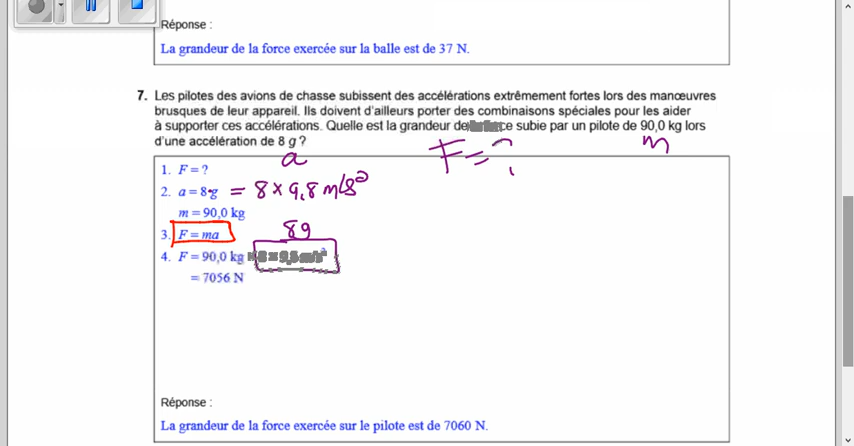 Réponse :
La grandeur de la force exercée sur la balle est de 37 N.
7. Les pilotes des avions de chasse subissent des accélérations extrêmement fortes lors des manœuvres
brusques de leur appareil. Ils doivent d'ailleurs porter des combinaisons spéciales pour les aider
à supporter ces accélérations. Quelle est la grandeur de subie par un pilote de 90,0 kg lors
d'une accélération de 8 g ?
a
F = ?
m
1. F = ?
2. a = 8 g = 8 × 9,8 m/s²
m = 90,0 kg
3. F = ma
8g
4. F = 90,0 kg
= 7056 N
Réponse :
La grandeur de la force exercée sur le pilote est de 7060 N.